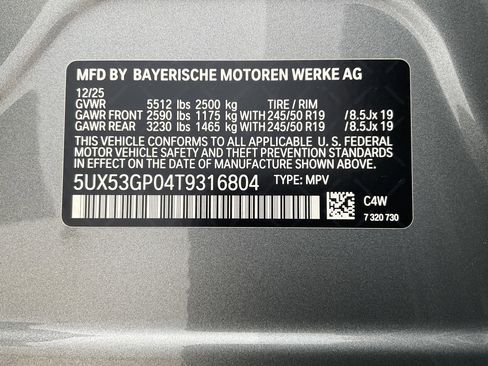 MFD BY BAYERISCHE MOTOREN WERKE AG
12/25
GVWR 5512 lbs 2500 kg TIRE / RIM
GAWR FRONT 2590 lbs 1175 kg WITH 245/50 R19 / 8.5Jx 19
GAWR REAR 3230 lbs 1465 kg WITH 245/50 R19 / 8.5Jx 19
THIS VEHICLE CONFORMS TO ALL APPLICABLE U. S. FEDERAL
MOTOR VEHICLE SAFETY, BUMPER AND THEFT PREVENTION
STANDARDS IN EFFECT ON THE DATE OF MANUFACTURE SHOWN ABOVE.
5UX53GP04T9316804 TYPE: MPV
C4W
7 320 730